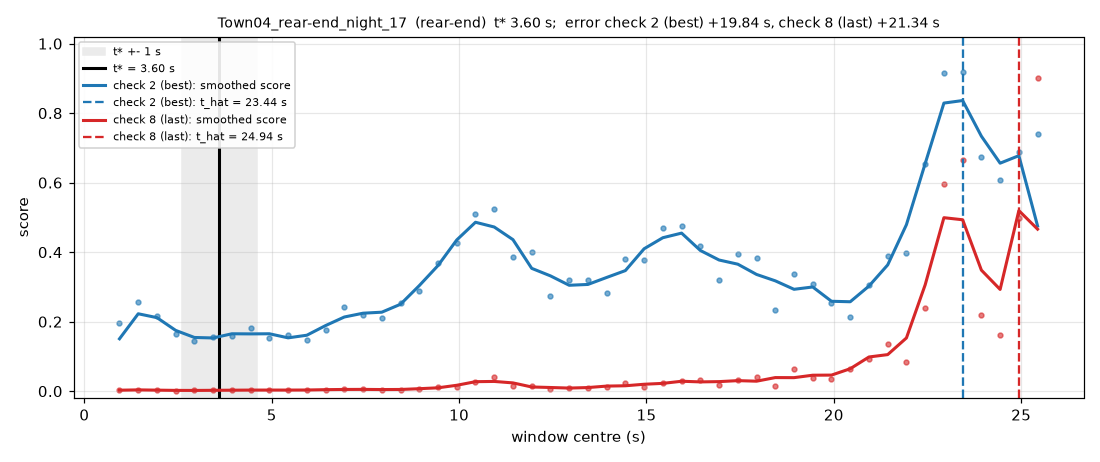 Town04_rear-end_night_17  (rear-end)  t* 3.60 s;  error check 2 (best) +19.84 s, check 8 (last) +21.34 s
t* +- 1 s
t* = 3.60 s
check 2 (best): smoothed score
check 2 (best): t_hat = 23.44 s
check 8 (last): smoothed score
check 8 (last): t_hat = 24.94 s
1.0
0.8
0.6
0.4
0.2
0.0
score
0 5 10 15 20 25
window centre (s)